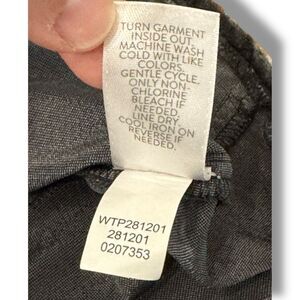 TURN GARMENT
INSIDE OUT.
MACHINE WASH
COLD WITH LIKE
COLORS,
GENTLE CYCLE,
ONLY NON-
CHLORINE
BLEACH IF
NEEDED.
LINE DRY.
COOL IRON ON
REVERSE IF
NEEDED.
WTP281201
281201
0207353